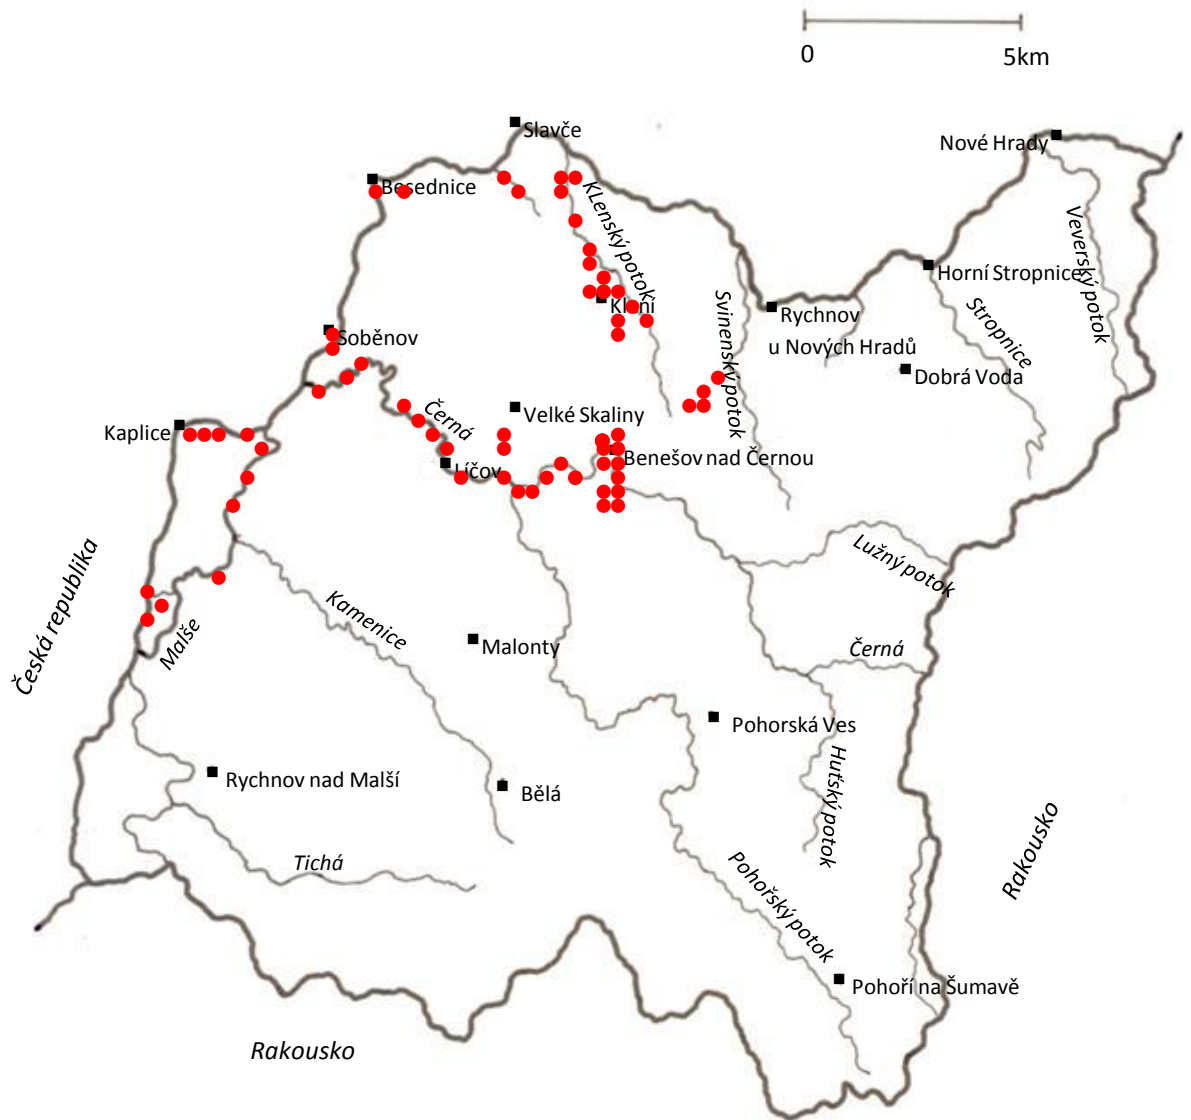 0 5km
Slavče
Nové Hrady
Besednice
KLenský potok
Veverský potok
Horní Stropnice
Klení
Svinenský potok
Stropnice
Rychnov
u Nových Hradů
Soběnov
Dobrá Voda
Černá
Velké Skaliny
Kaplice
Benešov nad Černou
Líčov
Lužný potok
Česká republika
Kamenice
Malše
Malonty
Černá
Pohorská Ves
Rychnov nad Malší
Bělá
Huťský potok
Tichá
Pohořský potok
Rakousko
Pohoří na Šumavě
Rakousko